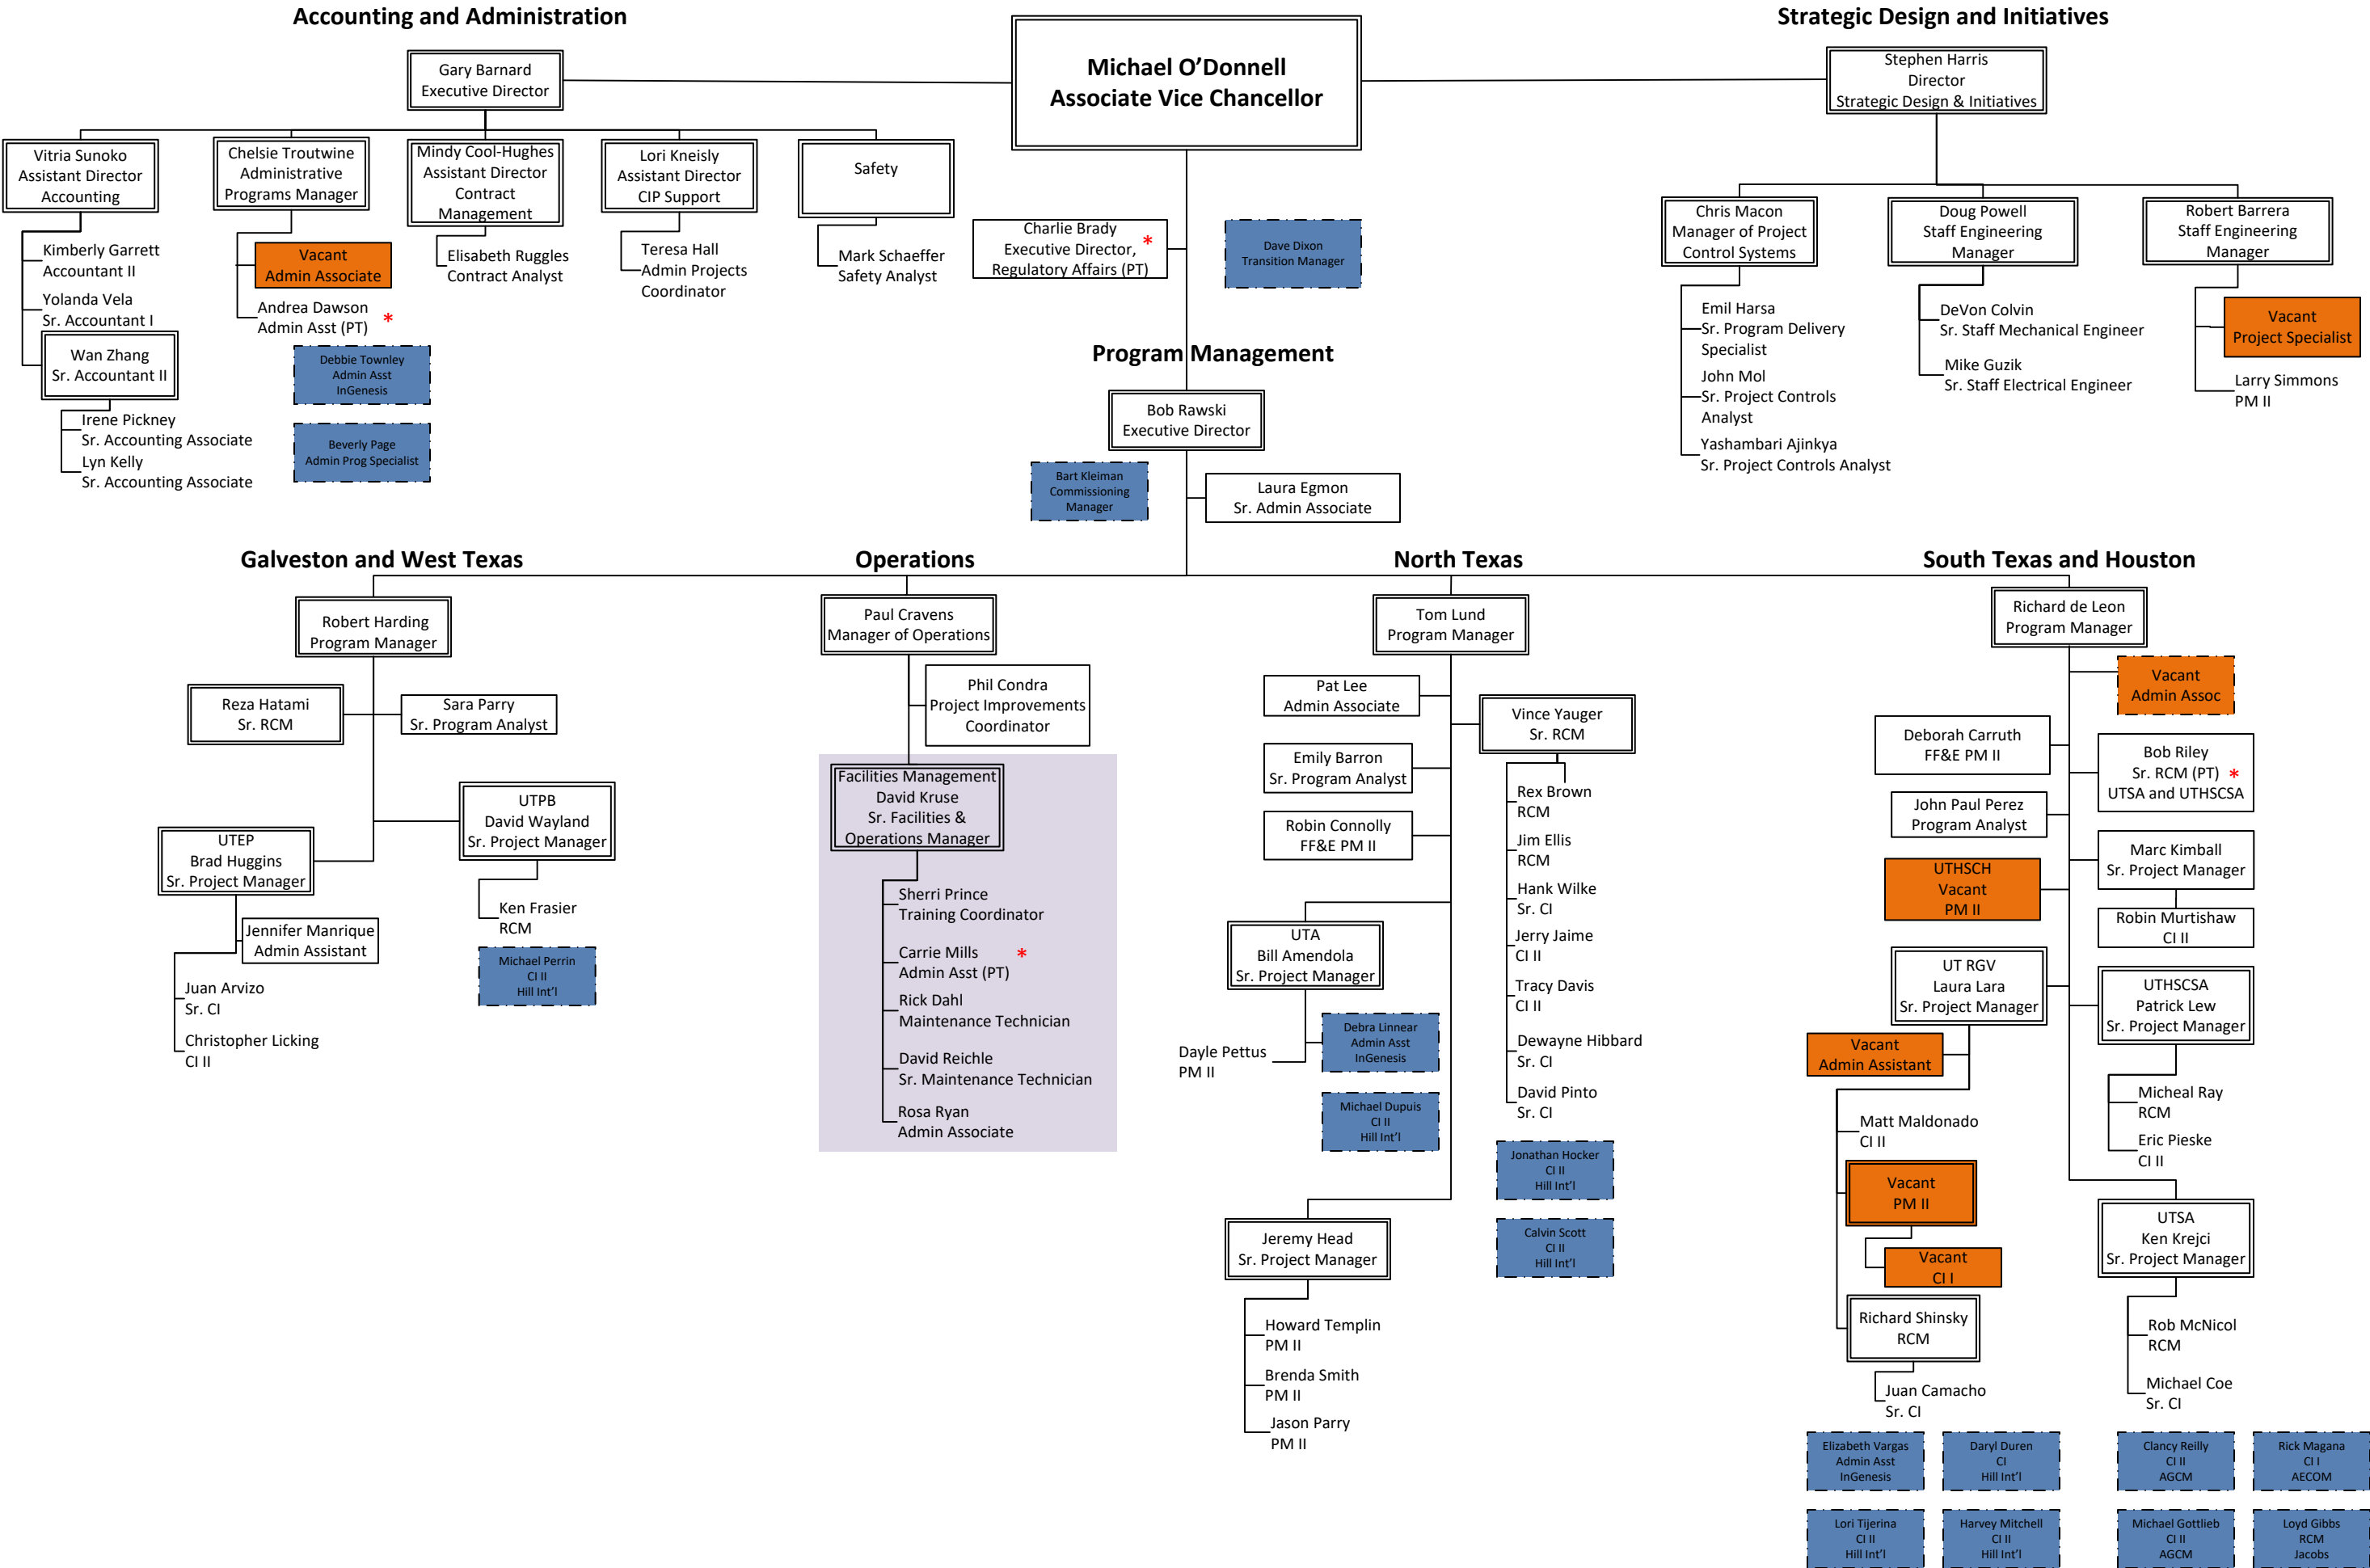 Accounting and Administration
Strategic Design and Initiatives
Michael O’Donnell
Associate Vice Chancellor
Gary Barnard
Executive Director
Stephen Harris
Director
Strategic Design & Initiatives
Vitria Sunoko
Assistant Director
Accounting
Chelsie Troutwine
Administrative
Programs Manager
Mindy Cool-Hughes
Assistant Director
Contract
Management
Lori Kneisly
Assistant Director
CIP Support
Safety
Kimberly Garrett
Accountant II
Yolanda Vela
Sr. Accountant I
Wan Zhang
Sr. Accountant II
Irene Pickney
Sr. Accounting Associate
Lyn Kelly
Sr. Accounting Associate
Vacant
Admin Associate
Andrea Dawson
Admin Asst (PT) *
Debbie Townley
Admin Asst
InGenesis
Beverly Page
Admin Prog Specialist
Elisabeth Ruggles
Contract Analyst
Teresa Hall
Admin Projects
Coordinator
Mark Schaeffer
Safety Analyst
Charlie Brady
Executive Director, *
Regulatory Affairs (PT)
Dave Dixon
Transition Manager
Chris Macon
Manager of Project
Control Systems
Doug Powell
Staff Engineering
Manager
Robert Barrera
Staff Engineering
Manager
Emil Harsa
Sr. Program Delivery
Specialist
John Mol
Sr. Project Controls
Analyst
Yashambari Ajinkya
Sr. Project Controls Analyst
DeVon Colvin
Sr. Staff Mechanical Engineer
Mike Guzik
Sr. Staff Electrical Engineer
Vacant
Project Specialist
Larry Simmons
PM II
Program Management
Bob Rawski
Executive Director
Bart Kleiman
Commissioning
Manager
Laura Egmon
Sr. Admin Associate
Galveston and West Texas
Operations
North Texas
South Texas and Houston
Robert Harding
Program Manager
Reza Hatami
Sr. RCM
Sara Parry
Sr. Program Analyst
UTPB
David Wayland
Sr. Project Manager
UTEP
Brad Huggins
Sr. Project Manager
Ken Frasier
RCM
Jennifer Manrique
Admin Assistant
Michael Perrin
CI II
Hill Int’l
Juan Arvizo
Sr. CI
Christopher Licking
CI II
Paul Cravens
Manager of Operations
Phil Condra
Project Improvements
Coordinator
Facilities Management
David Kruse
Sr. Facilities &
Operations Manager
Sherri Prince
Training Coordinator
Carrie Mills *
Admin Asst (PT)
Rick Dahl
Maintenance Technician
David Reichle
Sr. Maintenance Technician
Rosa Ryan
Admin Associate
Tom Lund
Program Manager
Pat Lee
Admin Associate
Vince Yauger
Sr. RCM
Emily Barron
Sr. Program Analyst
Robin Connolly
FF&E PM II
Rex Brown
RCM
Jim Ellis
RCM
Hank Wilke
Sr. CI
Jerry Jaime
CI II
Tracy Davis
CI II
Dewayne Hibbard
Sr. CI
David Pinto
Sr. CI
Jonathan Hocker
CI II
Hill Int’l
Calvin Scott
CI II
Hill Int’l
UTA
Bill Amendola
Sr. Project Manager
Dayle Pettus
PM II
Debra Linnear
Admin Asst
InGenesis
Michael Dupuis
CI II
Hill Int’l
Jeremy Head
Sr. Project Manager
Howard Templin
PM II
Brenda Smith
PM II
Jason Parry
PM II
Richard de Leon
Program Manager
Vacant
Admin Assoc
Deborah Carruth
FF&E PM II
Bob Riley
Sr. RCM (PT) *
UTSA and UTHSCSA
John Paul Perez
Program Analyst
Marc Kimball
Sr. Project Manager
UTHSCH
Vacant
PM II
Robin Murtishaw
CI II
UT RGV
Laura Lara
Sr. Project Manager
UTHSCSA
Patrick Lew
Sr. Project Manager
Vacant
Admin Assistant
Matt Maldonado
CI II
Vacant
PM II
Vacant
CI I
Richard Shinsky
RCM
Juan Camacho
Sr. CI
Micheal Ray
RCM
Eric Pieske
CI II
UTSA
Ken Krejci
Sr. Project Manager
Rob McNicol
RCM
Michael Coe
Sr. CI
Elizabeth Vargas
Admin Asst
InGenesis
Daryl Duren
CI
Hill Int’l
Clancy Reilly
CI II
AGCM
Rick Magana
CI I
AECOM
Lori Tijerina
CI II
Hill Int’l
Harvey Mitchell
CI II
Hill Int’l
Michael Gottlieb
CI II
AGCM
Loyd Gibbs
RCM
Jacobs